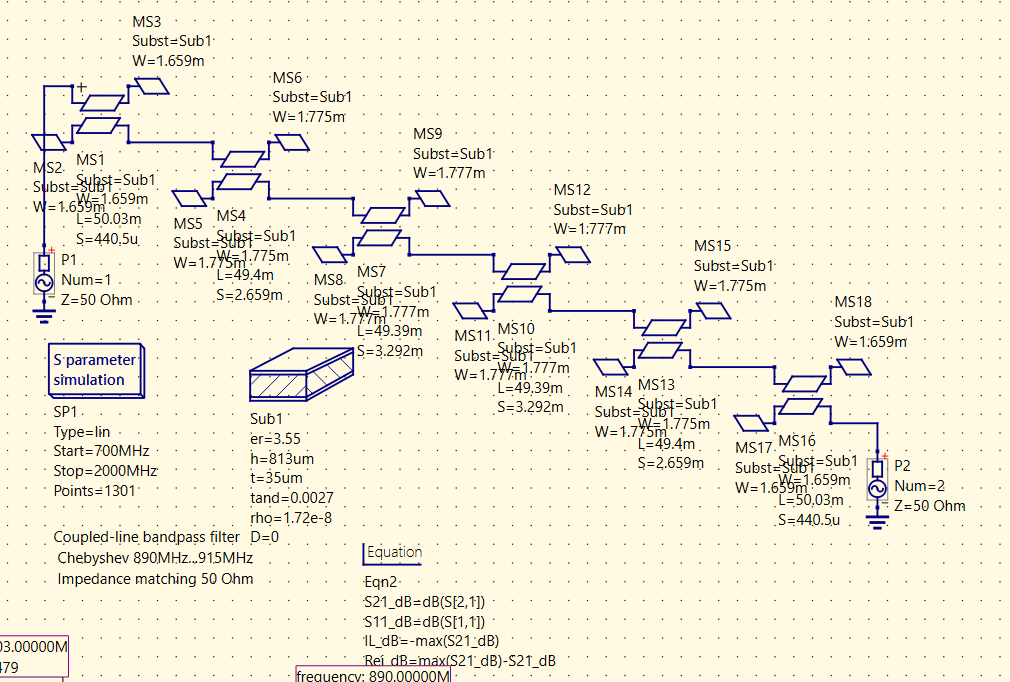 MS3
Subst=Sub1
W=1.659m
MS6
Subst=Sub1
W=1.775m
MS9
Subst=Sub1
W=1.777m
MS12
Subst=Sub1
W=1.777m
MS15
Subst=Sub1
W=1.775m
MS18
Subst=Sub1
W=1.659m
MS2
Subst=Sub1
W=1.659m
MS1
Subst=Sub1
W=1.659m
L=50.03m
S=440.5u
MS5
Subst=Sub1
W=1.775m
MS4
Subst=Sub1
W=1.775m
L=49.4m
S=2.659m
MS8
Subst=Sub1
W=1.777m
MS7
Subst=Sub1
W=1.777m
L=49.39m
S=3.292m
MS11
Subst=Sub1
W=1.777m
MS10
Subst=Sub1
W=1.777m
L=49.39m
S=3.292m
MS14
Subst=Sub1
W=1.775m
MS13
Subst=Sub1
W=1.775m
L=49.4m
S=2.659m
MS17
Subst=Sub1
W=1.659m
MS16
Subst=Sub1
W=1.659m
L=50.03m
S=440.5u
P1
Num=1
Z=50 Ohm
P2
Num=2
Z=50 Ohm
S parameter
simulation
SP1
Type=lin
Start=700MHz
Stop=2000MHz
Points=1301
Sub1
er=3.55
h=813um
t=35um
tand=0.0027
rho=1.72e-8
D=0
Coupled-line bandpass filter
Chebyshev 890MHz...915MHz
Impedance matching 50 Ohm
Equation
Eqn2
S21_dB=dB(S[2,1])
S11_dB=dB(S[1,1])
IL_dB=-max(S21_dB)
Rej_dB=max(S21_dB)-S21_dB
03.00000M
479
frequency: 890.00000M